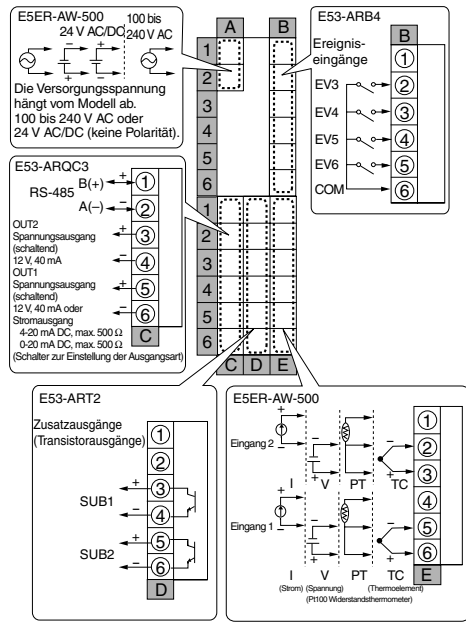 E5ER-AW-500
24 V AC/DC
100 bis
240 V AC
Die Versorgungsspannung
hängt vom Modell ab.
100 bis 240 V AC oder
24 V AC/DC (keine Polarität).
A
B
1
2
3
4
5
6
1
2
3
4
5
6
C D E
E53-ARB4
B
Ereignis-
eingänge
1
EV3
2
EV4
3
EV5
4
EV6
5
COM
6
E53-ARQC3
RS-485
B(+)
+
1
A(–)
–
2
OUT2
Spannungsausgang
(schaltend)
12 V, 40 mA
+
3
–
4
OUT1
Spannungsausgang
(schaltend)
12 V, 40 mA oder
Stromausgang
4-20 mA DC, max. 500 Ω
0-20 mA DC, max. 500 Ω
(Schalter zur Einstellung der Ausgangsart)
+
5
–
6
C
E53-ART2
Zusatzausgänge
(Transistorausgänge)
1
2
SUB1
+
3
–
4
SUB2
+
5
–
6
D
E5ER-AW-500
Eingang 2
I
V
PT
TC
Eingang 1
I
V
PT
TC
(Strom)
(Spannung)
(Thermoelement)
(Pt100 Widerstandsthermometer)
1
2
3
4
5
6
E